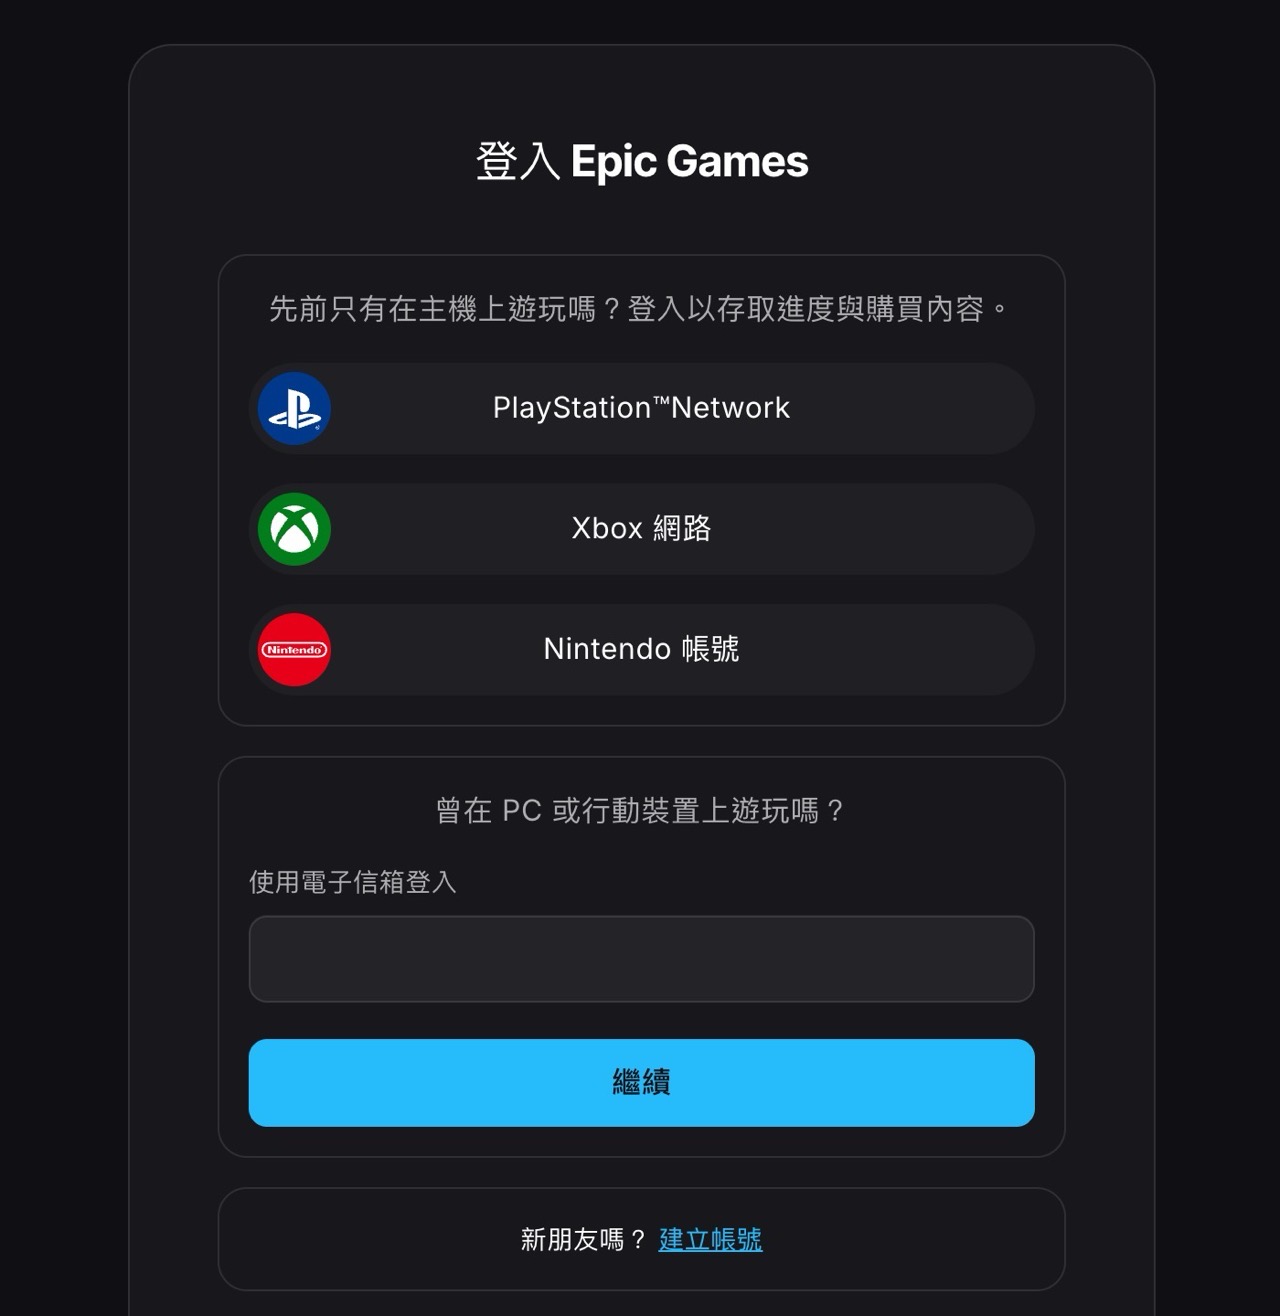 登入 Epic Games
先前只有在主機上遊玩嗎？登入以存取進度與購買內容。
PlayStation™Network
Xbox 網路
Nintendo
Nintendo 帳號
曾在 PC 或行動裝置上遊玩嗎？
使用電子信箱登入
繼續
新朋友嗎？ 建立帳號